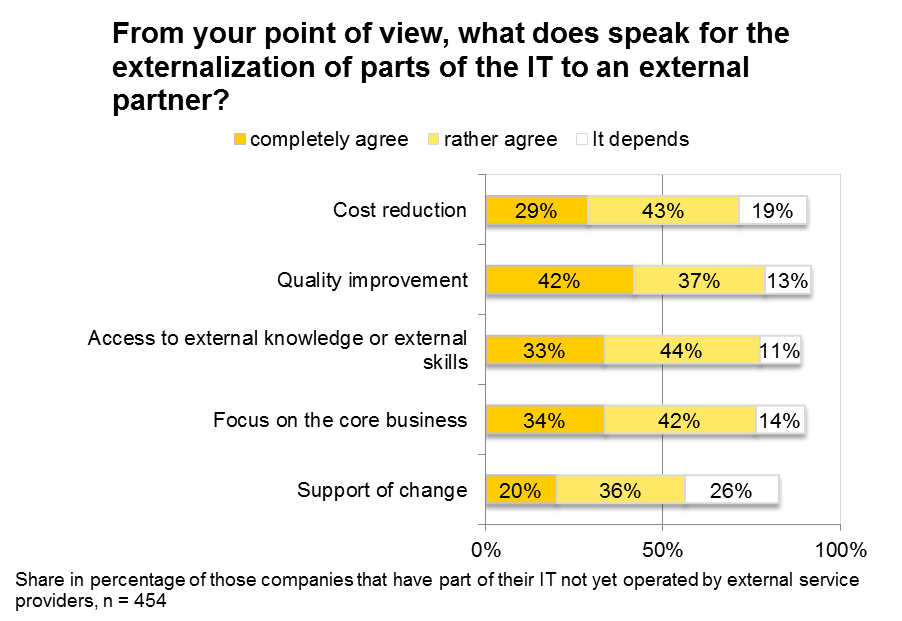 From your point of view, what does speak for the
externalization of parts of the IT to an external
partner?
completely agree rather agree It depends
Cost reduction 29% 43% 19%
Quality improvement 42% 37% 13%
Access to external knowledge or external
skills 33% 44% 11%
Focus on the core business 34% 42% 14%
Support of change 20% 36% 26%
0% 50% 100%
Share in percentage of those companies that have part of their IT not yet operated by external service
providers, n = 454